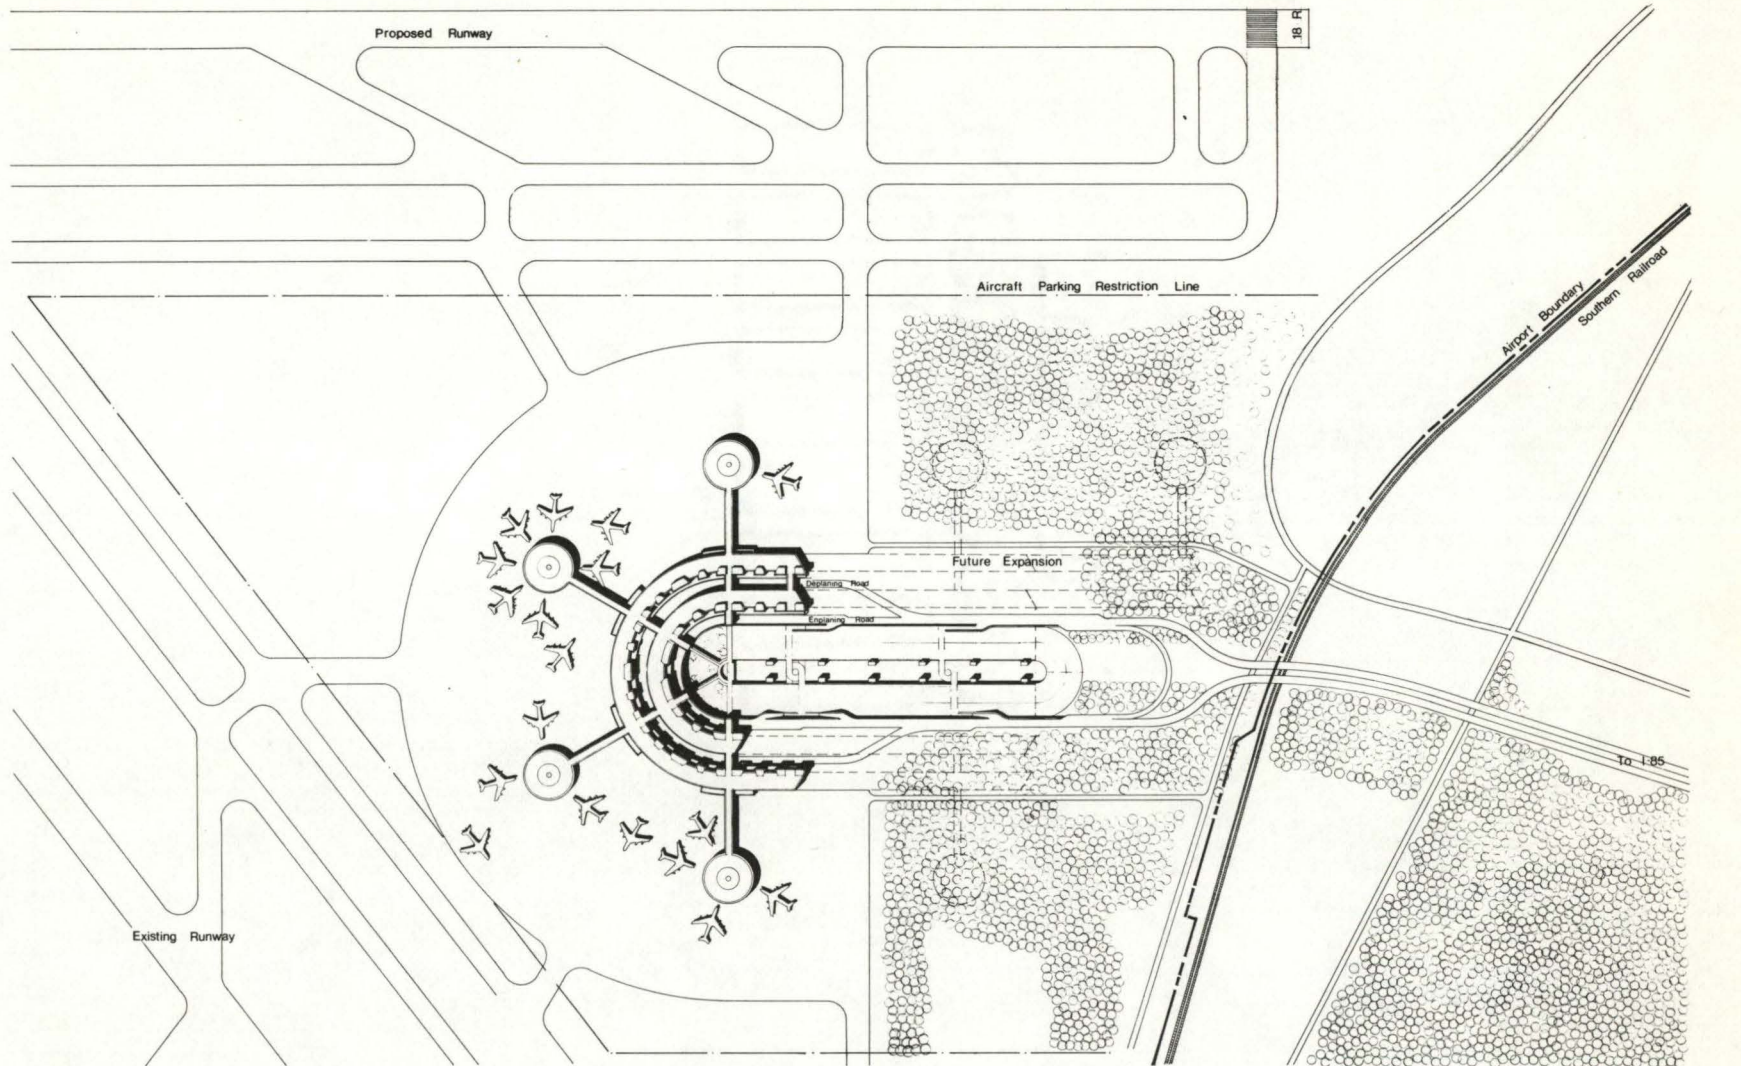 Proposed Runway
18 R
Aircraft Parking Restriction Line
Airport Boundary
Southern Railroad
Future Expansion
Deplaning Road
Enplaning Road
To I-85
Existing Runway